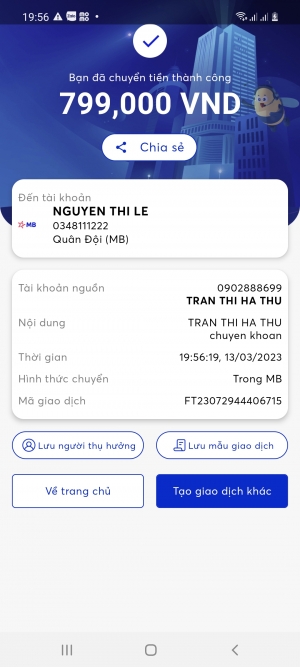 19:56
Bạn đã chuyển tiền thành công
799,000 VND
Chia sẻ
Đến tài khoản
NGUYEN THI LE
MB
0348111222
Quân Đội (MB)
Tài khoản nguồn
0902888699
TRAN THI HA THU
Nội dung
TRAN THI HA THU
chuyen khoan
Thời gian
19:56:19, 13/03/2023
Hình thức chuyển
Trong MB
Mã giao dịch
FT23072944406715
Lưu người thụ hưởng
Lưu mẫu giao dịch
Về trang chủ
Tạo giao dịch khác